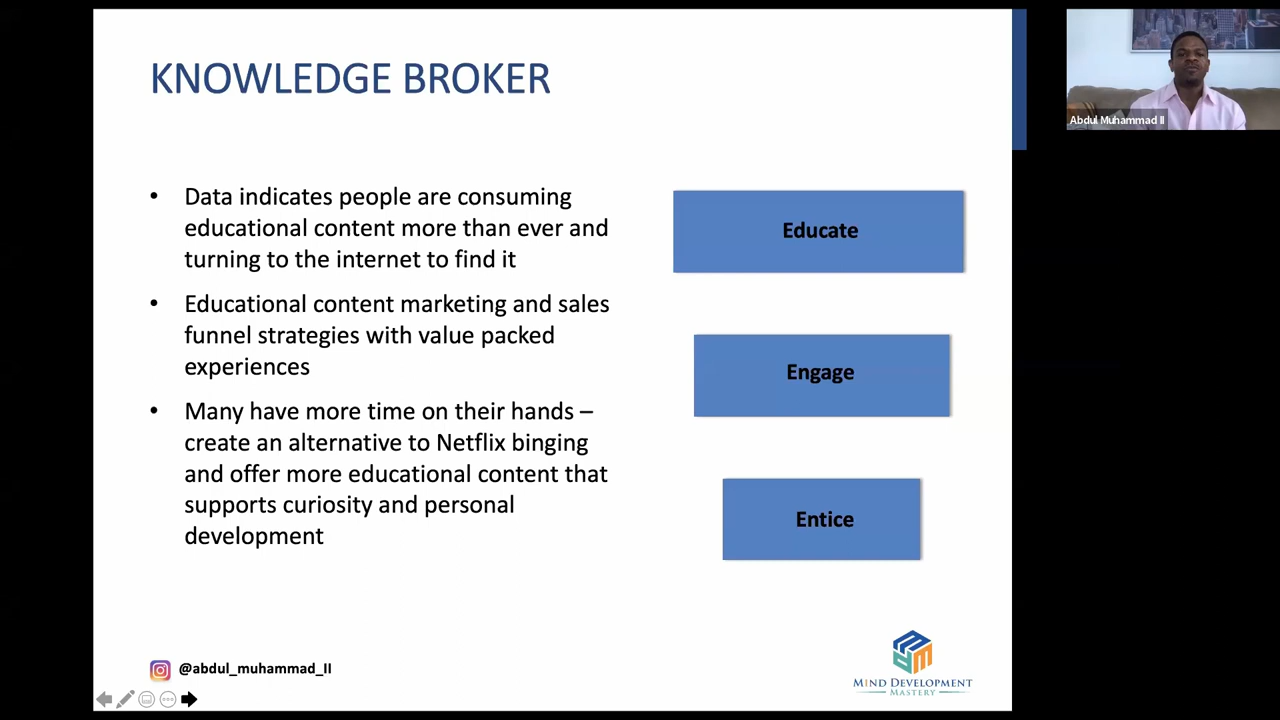 KNOWLEDGE BROKER
Abdul Muhammad II
• Data indicates people are consuming
educational content more than ever and
turning to the internet to find it
• Educational content marketing and sales
funnel strategies with value packed
experiences
• Many have more time on their hands –
create an alternative to Netflix binging
and offer more educational content that
supports curiosity and personal
development
Educate
Engage
Entice
@abdul_muhammad_II
MIND DEVELOPMENT
MASTERY